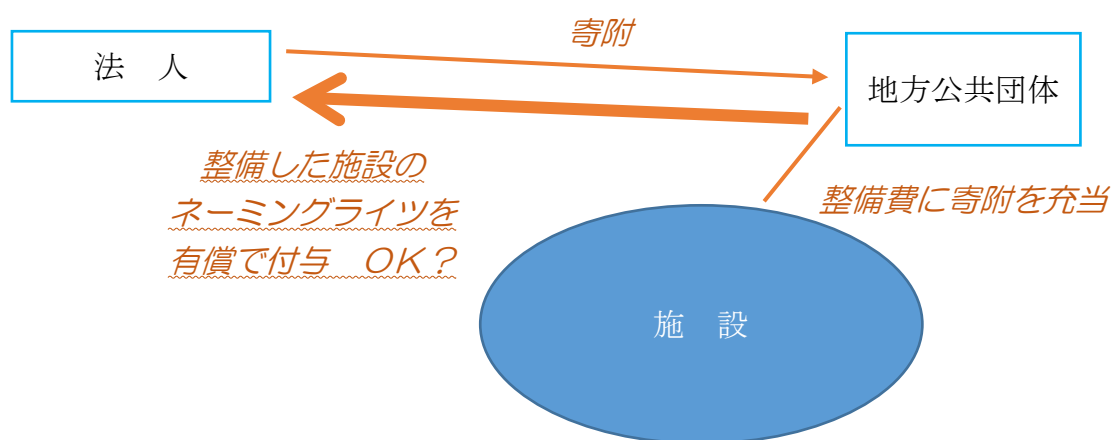 寄附
法　人
地方公共団体
整備した施設の
ネーミングライツを
有償で付与　ＯＫ？
整備費に寄附を充当
施　設